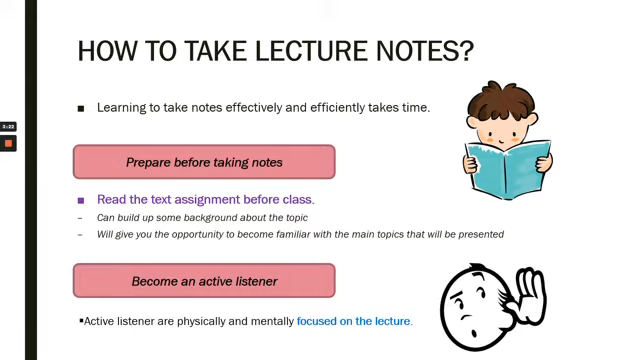 HOW TO TAKE LECTURE NOTES?
■ Learning to take notes effectively and efficiently takes time.
3:22
Prepare before taking notes
■ Read the text assignment before class.
– Can build up some background about the topic
– Will give you the opportunity to become familiar with the main topics that will be presented
Become an active listener
▪Active listener are physically and mentally focused on the lecture.